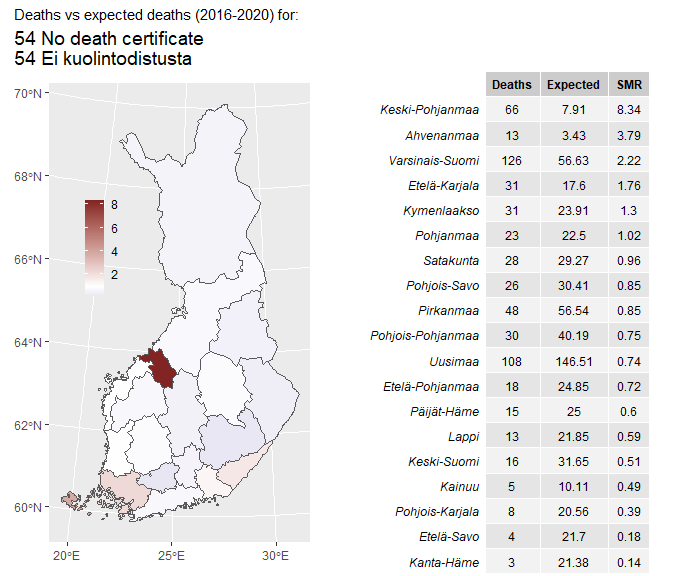 Deaths vs expected deaths (2016-2020) for:
54 No death certificate
54 Ei kuolintodistusta
70°N
68°N
66°N
64°N
62°N
60°N
20°E 25°E 30°E
8
6
4
2
Deaths Expected SMR
Keski-Pohjanmaa 66 7.91 8.34
Ahvenanmaa 13 3.43 3.79
Varsinais-Suomi 126 56.63 2.22
Etelä-Karjala 31 17.6 1.76
Kymenlaakso 31 23.91 1.3
Pohjanmaa 23 22.5 1.02
Satakunta 28 29.27 0.96
Pohjois-Savo 26 30.41 0.85
Pirkanmaa 48 56.54 0.85
Pohjois-Pohjanmaa 30 40.19 0.75
Uusimaa 108 146.51 0.74
Etelä-Pohjanmaa 18 24.85 0.72
Päijät-Häme 15 25 0.6
Lappi 13 21.85 0.59
Keski-Suomi 16 31.65 0.51
Kainuu 5 10.11 0.49
Pohjois-Karjala 8 20.56 0.39
Etelä-Savo 4 21.7 0.18
Kanta-Häme 3 21.38 0.14